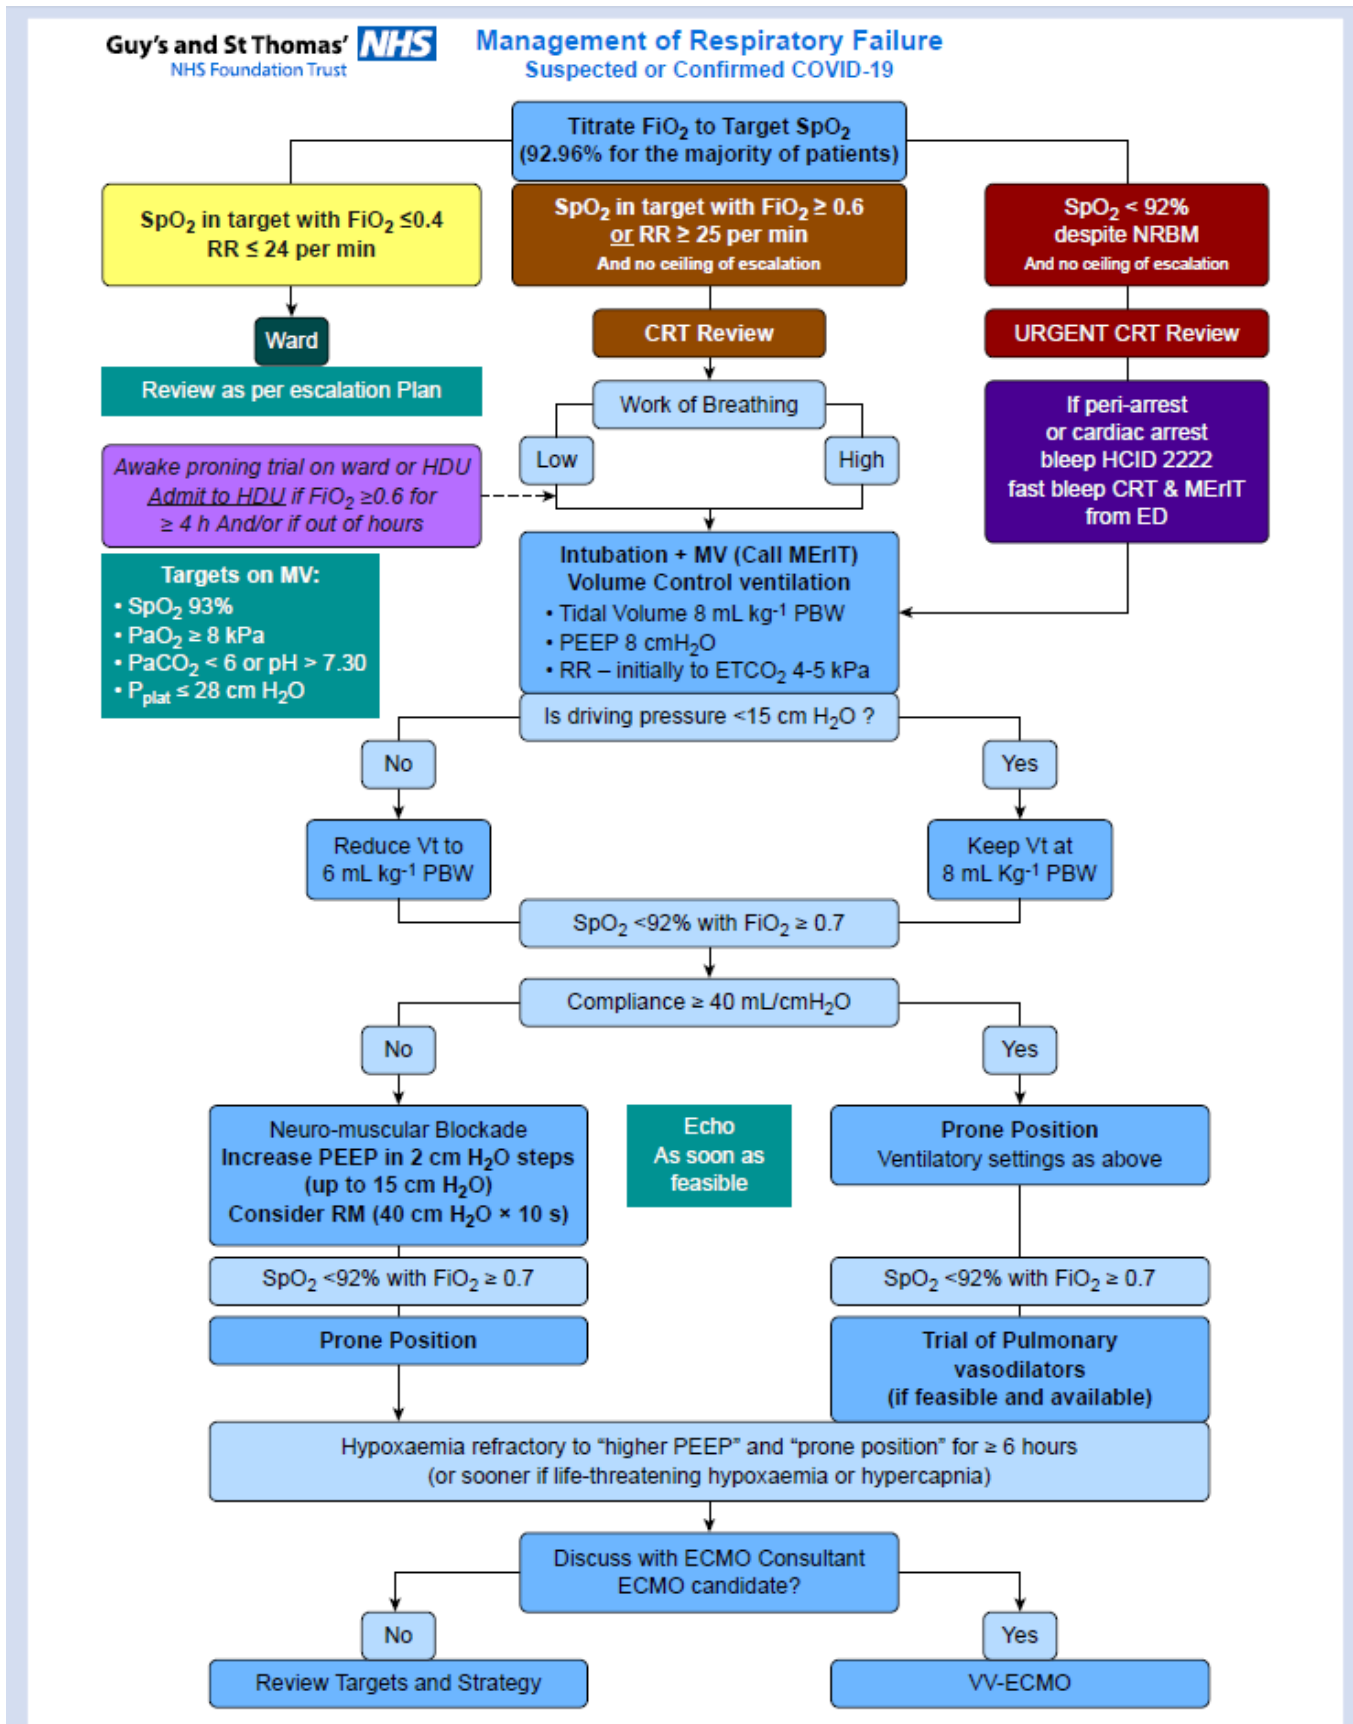 Guy's and St Thomas' NHS
NHS Foundation Trust
Management of Respiratory Failure
Suspected or Confirmed COVID-19
Titrate FiO₂ to Target SpO₂
(92.96% for the majority of patients)
SpO₂ in target with FiO₂ ≤0.4
RR ≤ 24 per min
SpO₂ in target with FiO₂ ≥ 0.6
or RR ≥ 25 per min
And no ceiling of escalation
SpO₂ < 92%
despite NRBM
And no ceiling of escalation
Ward
CRT Review
URGENT CRT Review
Review as per escalation Plan
Work of Breathing
If peri-arrest
or cardiac arrest
bleep HCID 2222
fast bleep CRT & MErIT
from ED
Low
High
Awake proning trial on ward or HDU
Admit to HDU if FiO₂ ≥0.6 for
≥ 4 h And/or if out of hours
Targets on MV:
• SpO₂ 93%
• PaO₂ ≥ 8 kPa
• PaCO₂ < 6 or pH > 7.30
• Pplat ≤ 28 cm H₂O
Intubation + MV (Call MErIT)
Volume Control ventilation
• Tidal Volume 8 mL kg⁻¹ PBW
• PEEP 8 cmH₂O
• RR – initially to ETCO₂ 4-5 kPa
Is driving pressure <15 cm H₂O ?
No
Yes
Reduce Vt to
6 mL kg⁻¹ PBW
Keep Vt at
8 mL Kg⁻¹ PBW
SpO₂ <92% with FiO₂ ≥ 0.7
Compliance ≥ 40 mL/cmH₂O
No
Yes
Neuro-muscular Blockade
Increase PEEP in 2 cm H₂O steps
(up to 15 cm H₂O)
Consider RM (40 cm H₂O × 10 s)
Echo
As soon as
feasible
Prone Position
Ventilatory settings as above
SpO₂ <92% with FiO₂ ≥ 0.7
SpO₂ <92% with FiO₂ ≥ 0.7
Prone Position
Trial of Pulmonary
vasodilators
(if feasible and available)
Hypoxaemia refractory to “higher PEEP” and “prone position” for ≥ 6 hours
(or sooner if life-threatening hypoxaemia or hypercapnia)
Discuss with ECMO Consultant
ECMO candidate?
No
Yes
Review Targets and Strategy
VV-ECMO